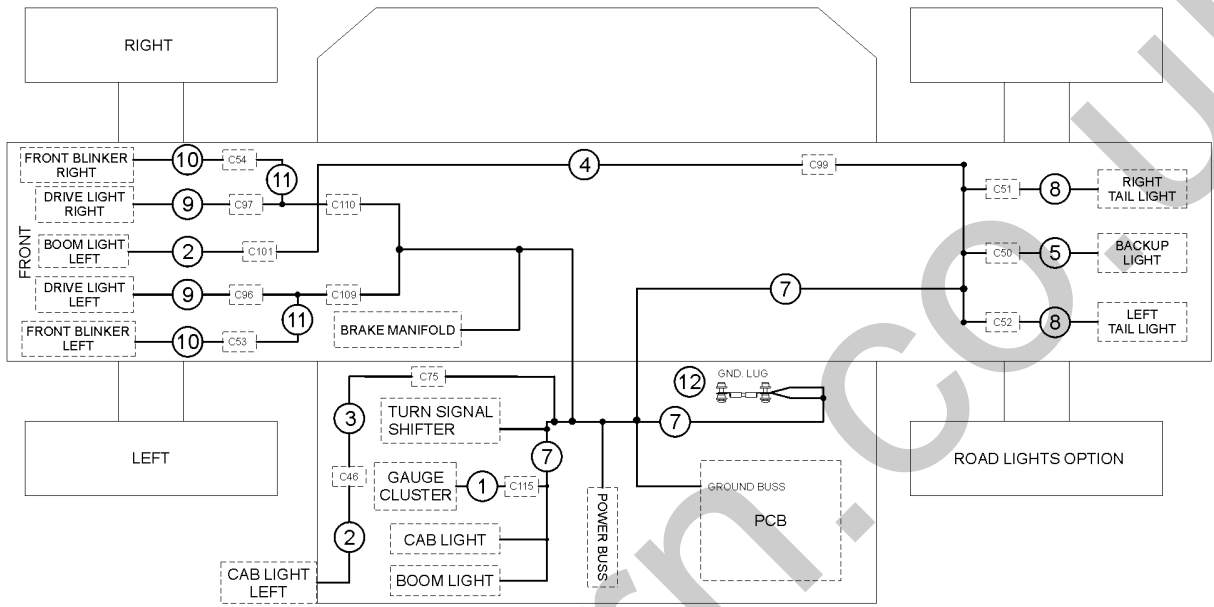 RIGHT
FRONT BLINKER
RIGHT
10
C54
11
DRIVE LIGHT
RIGHT
9
C97
C110
4
C99
C51
8
RIGHT
TAIL LIGHT
FRONT
BOOM LIGHT
LEFT
2
C101
C50
5
BACKUP
LIGHT
DRIVE LIGHT
LEFT
9
C96
C109
11
7
FRONT BLINKER
LEFT
10
C53
BRAKE MANIFOLD
C52
8
LEFT
TAIL LIGHT
C75
12
GND. LUG
3
TURN SIGNAL
SHIFTER
7
7
LEFT
ROAD LIGHTS OPTION
C46
GAUGE
CLUSTER
1
C115
POWER BUSS
GROUND BUSS
PCB
2
CAB LIGHT
CAB LIGHT
LEFT
BOOM LIGHT